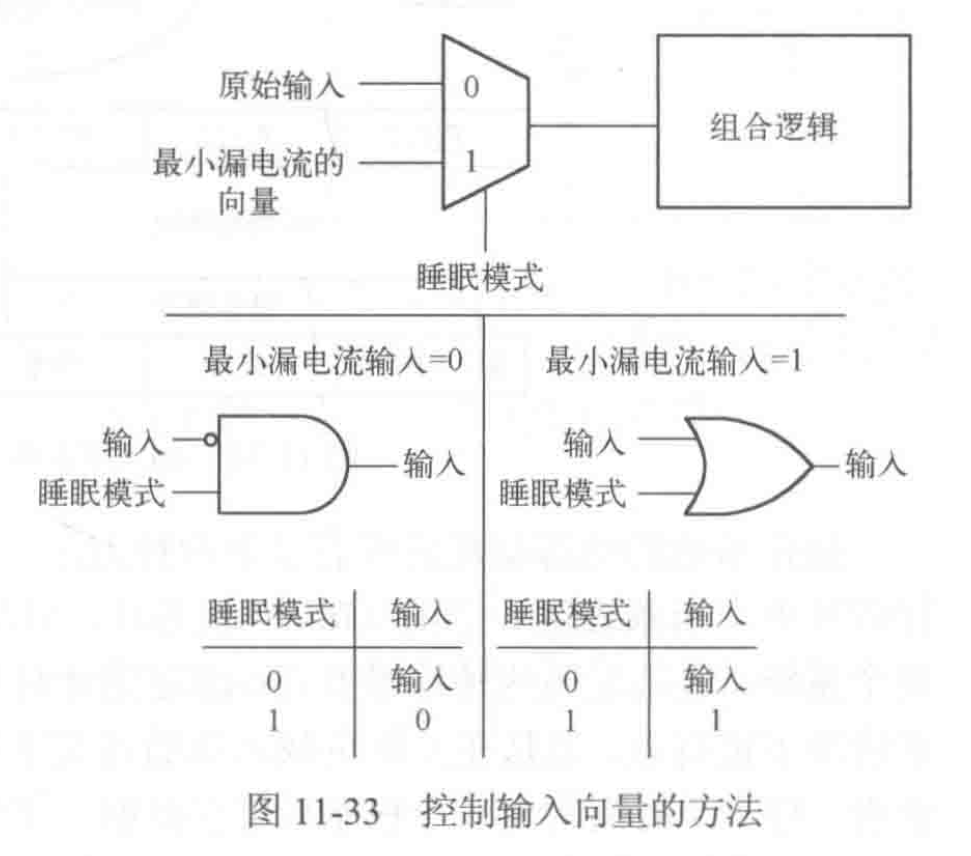 原始输入
0
组合逻辑
最小漏电流的
向量
1
睡眠模式
最小漏电流输入=0
最小漏电流输入=1
输入
睡眠模式
输入
输入
睡眠模式
输入
睡眠模式 输入
0 输入
1 0
睡眠模式 输入
0 输入
1 1
图 11-33 控制输入向量的方法